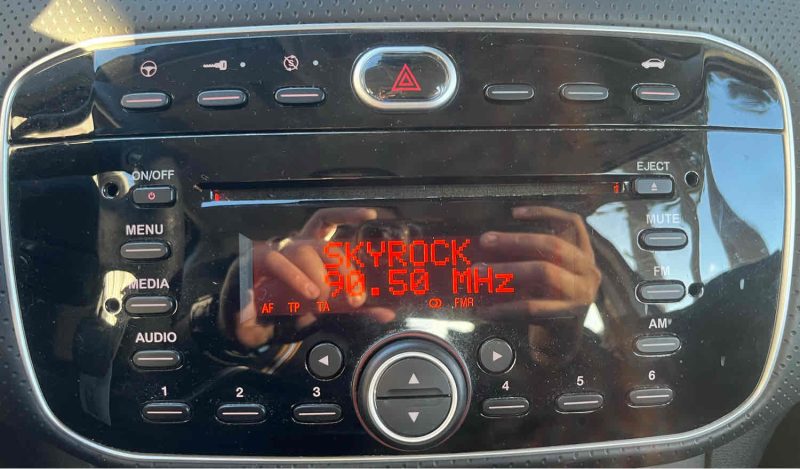 ON/OFF
EJECT
MENU
MUTE
SKYROCK
90.50 MHz
MEDIA
FM
AF TP TA FMA
AUDIO
AM
1 2 3 4 5 6